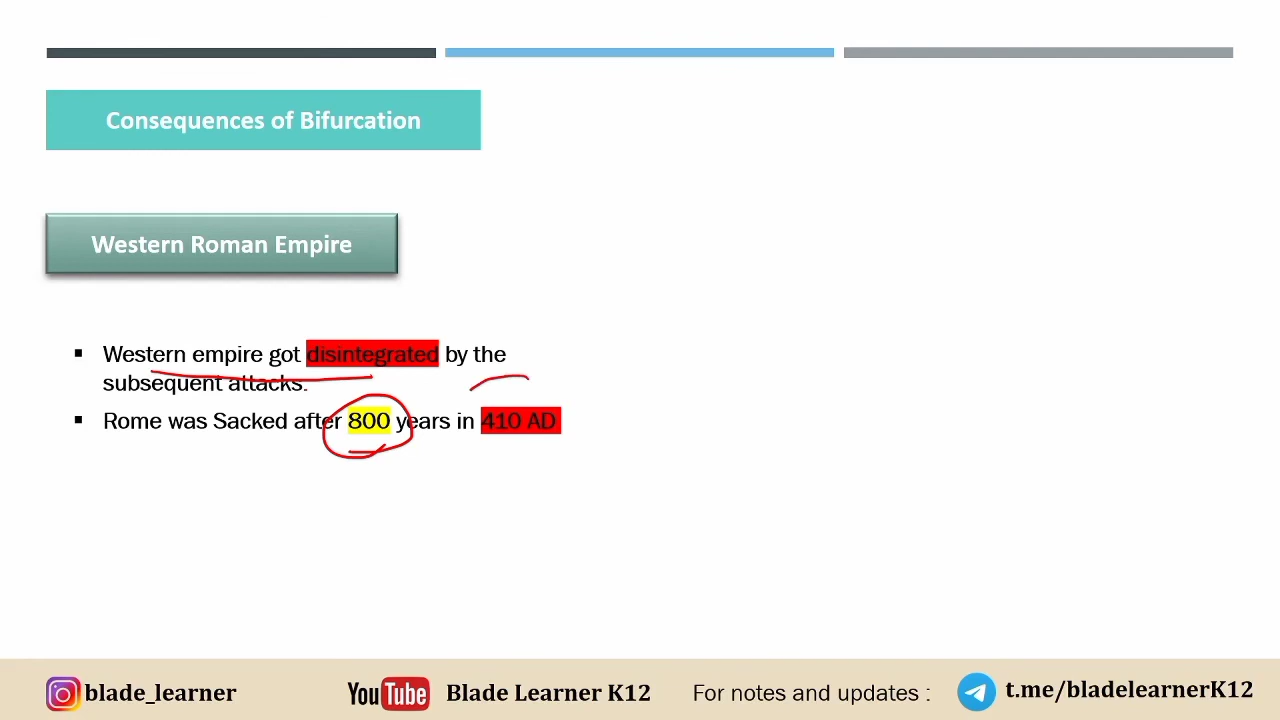 Consequences of Bifurcation
Western Roman Empire
▪ Western empire got disintegrated by the
subsequent attacks.
▪ Rome was Sacked after 800 years in 410 AD
blade_learner
YouTube
Blade Learner K12
For notes and updates :
t.me/bladelearnerK12